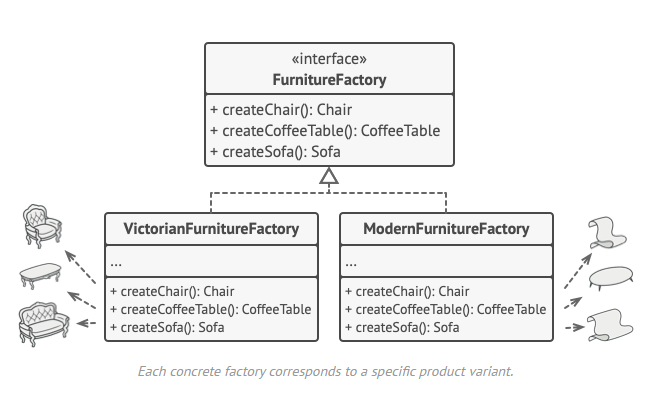 «interface»
FurnitureFactory
+ createChair(): Chair
+ createCoffeeTable(): CoffeeTable
+ createSofa(): Sofa
VictorianFurnitureFactory
...
+ createChair(): Chair
+ createCoffeeTable(): CoffeeTable
+ createSofa(): Sofa
ModernFurnitureFactory
...
+ createChair(): Chair
+ createCoffeeTable(): CoffeeTable
+ createSofa(): Sofa
Each concrete factory corresponds to a specific product variant.